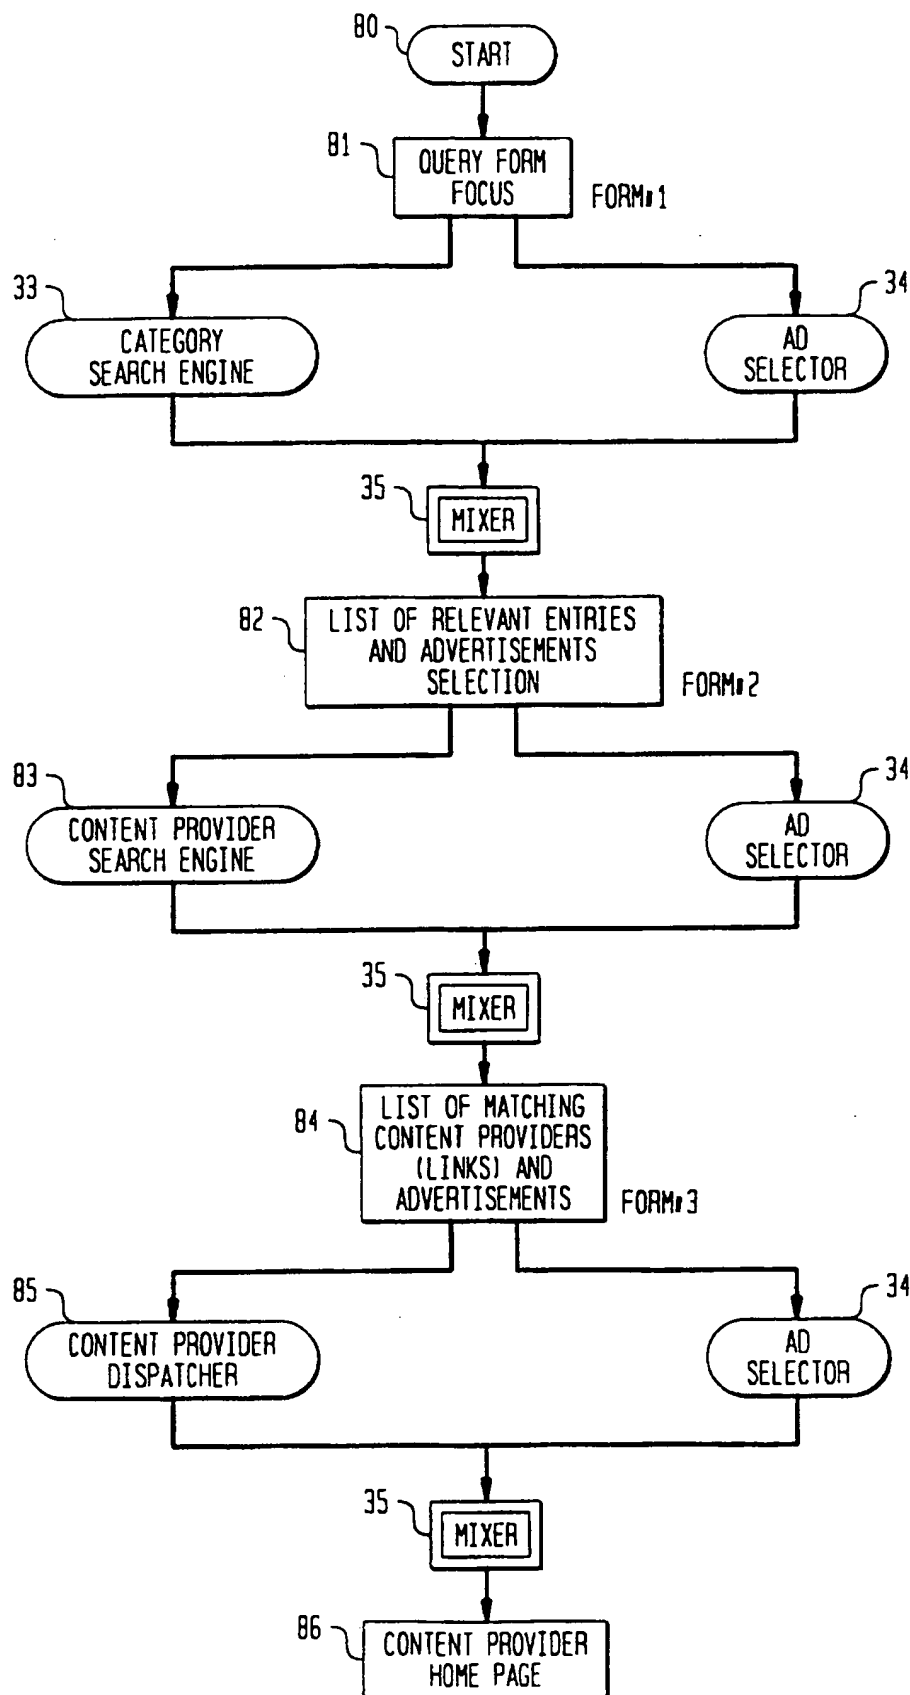 80
START
81
QUERY FORM
FOCUS
FORM#1
33
CATEGORY
SEARCH ENGINE
34
AD
SELECTOR
35
MIXER
82
LIST OF RELEVANT ENTRIES
AND ADVERTISEMENTS
SELECTION
FORM#2
83
CONTENT PROVIDER
SEARCH ENGINE
34
AD
SELECTOR
35
MIXER
84
LIST OF MATCHING
CONTENT PROVIDERS
(LINKS) AND
ADVERTISEMENTS
FORM#3
85
CONTENT PROVIDER
DISPATCHER
34
AD
SELECTOR
35
MIXER
86
CONTENT PROVIDER
HOME PAGE